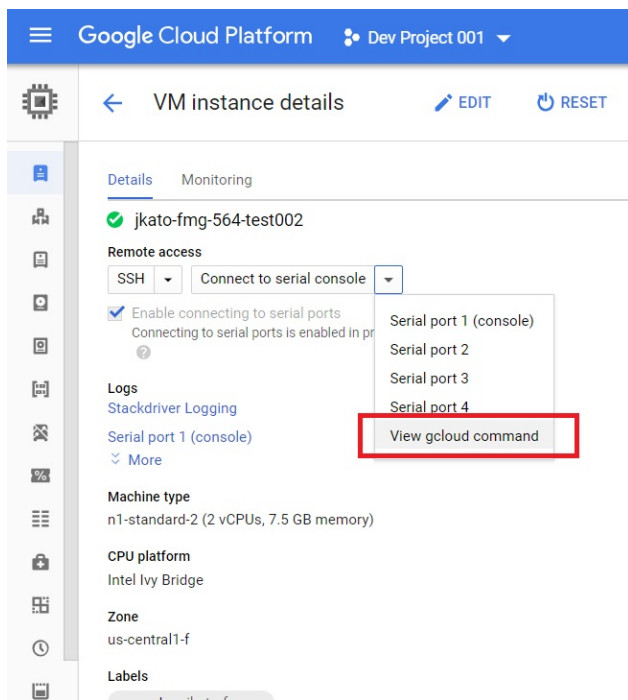 Google Cloud Platform Dev Project 001
VM instance details EDIT RESET
Details Monitoring
jkato-fmg-564-test002
Remote access
SSH Connect to serial console
Enable connecting to serial ports
Connecting to serial ports is enabled in pr
Serial port 1 (console)
Serial port 2
Serial port 3
Serial port 4
View gcloud command
Logs
Stackdriver Logging
Serial port 1 (console)
More
Machine type
n1-standard-2 (2 vCPUs, 7.5 GB memory)
CPU platform
Intel Ivy Bridge
Zone
us-central1-f
Labels